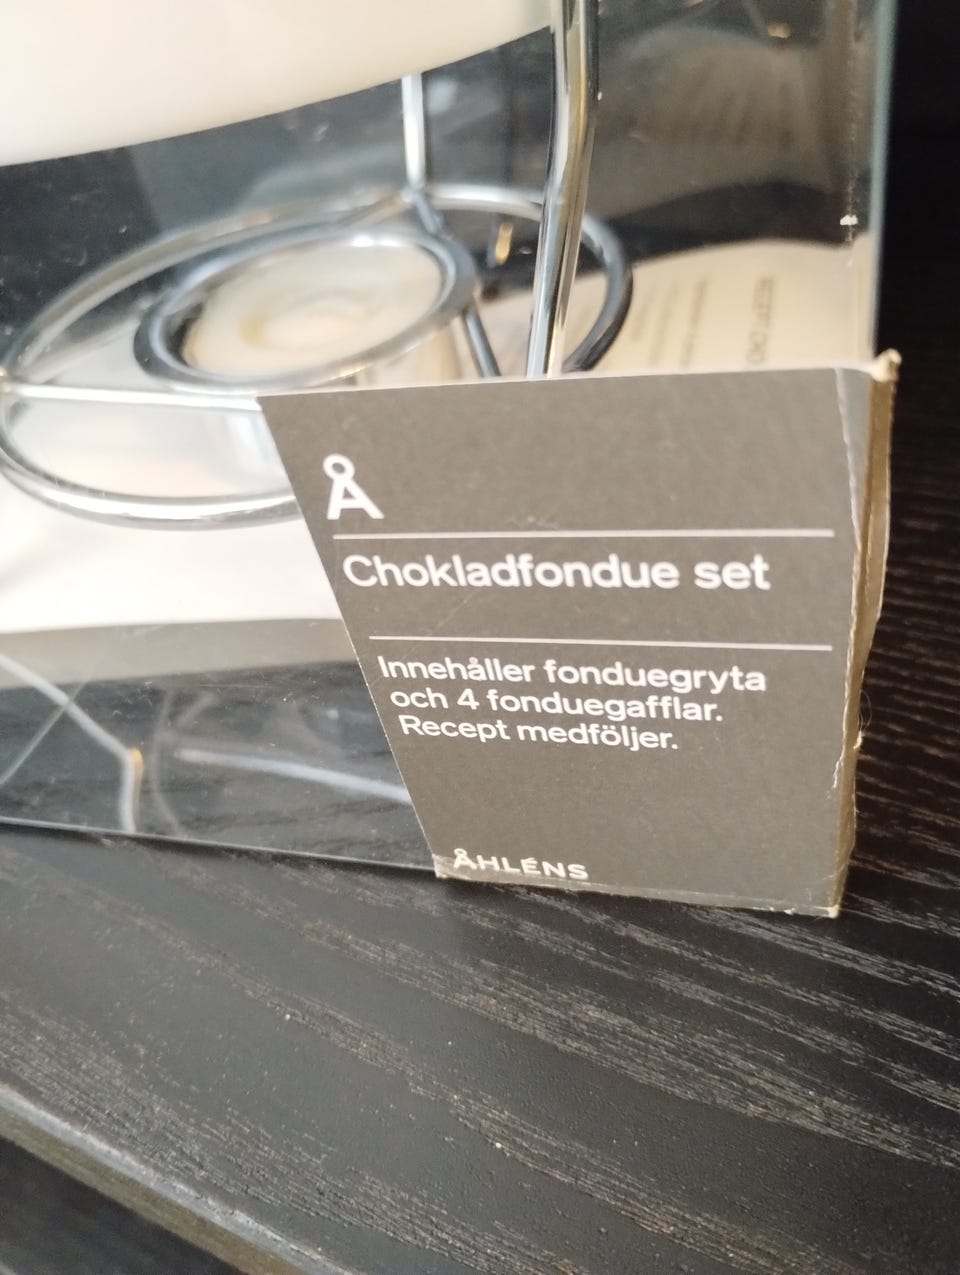 Å
Chokladfondue set
Innehåller fonduegryta
och 4 fonduegafflar.
Recept medföljer.
ÅHLÉNS